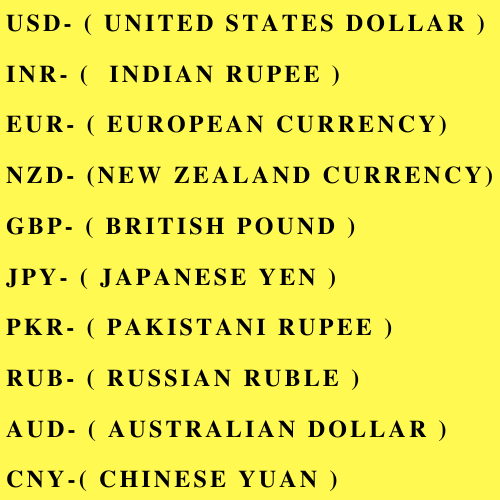 USD- ( UNITED STATES DOLLAR )
INR- (  INDIAN RUPEE )
EUR- ( EUROPEAN CURRENCY)
NZD- (NEW ZEALAND CURRENCY)
GBP- ( BRITISH POUND )
JPY- ( JAPANESE YEN )
PKR- ( PAKISTANI RUPEE )
RUB- ( RUSSIAN RUBLE )
AUD- ( AUSTRALIAN DOLLAR )
CNY-( CHINESE YUAN )